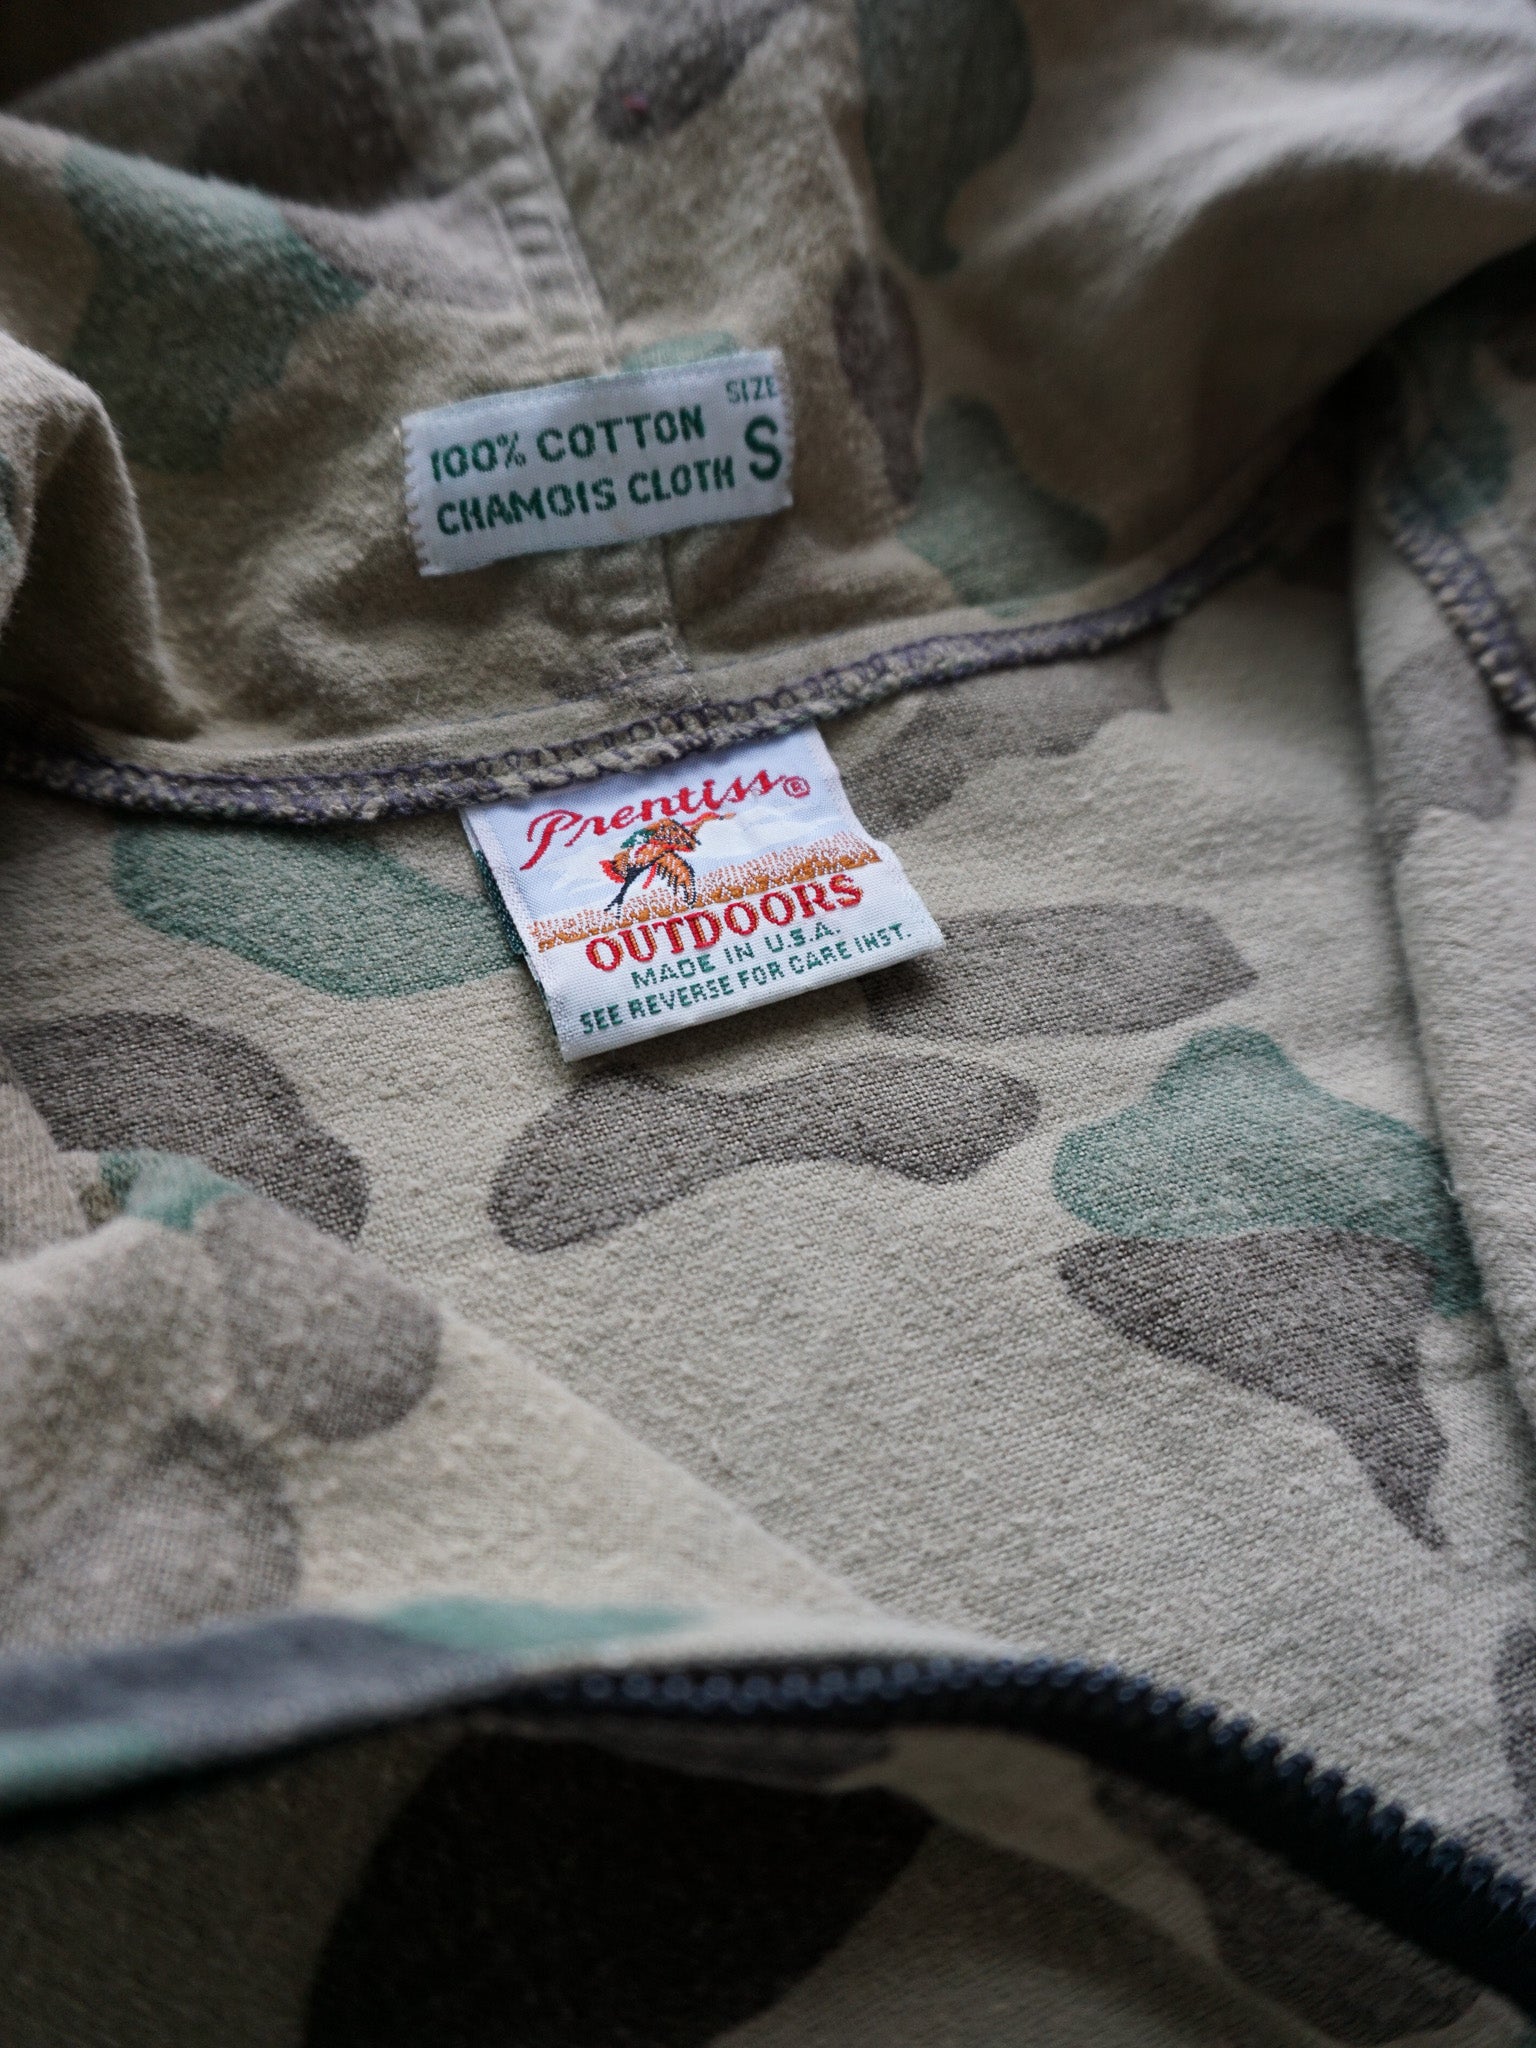 SIZE
100% COTTON
CHAMOIS CLOTH S
Prentiss®
OUTDOORS
MADE IN U.S.A.
SEE REVERSE FOR CARE INST.